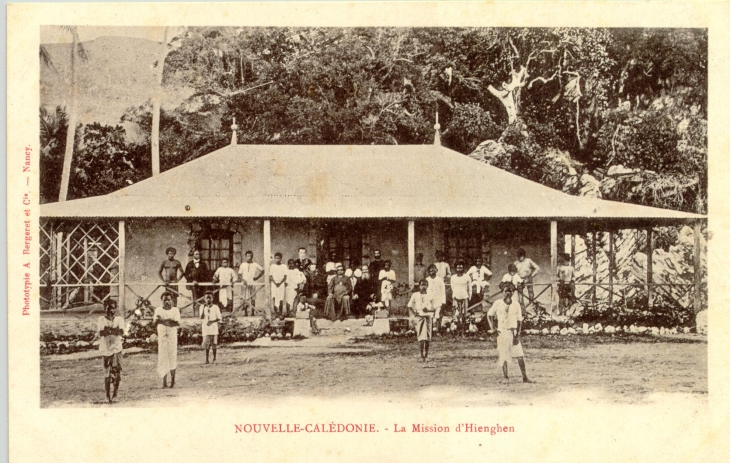 NOUVELLE-CALÉDONIE. - La Mission d'Hienghen
Phototypie A. Bergeret et Cie. — Nancy.